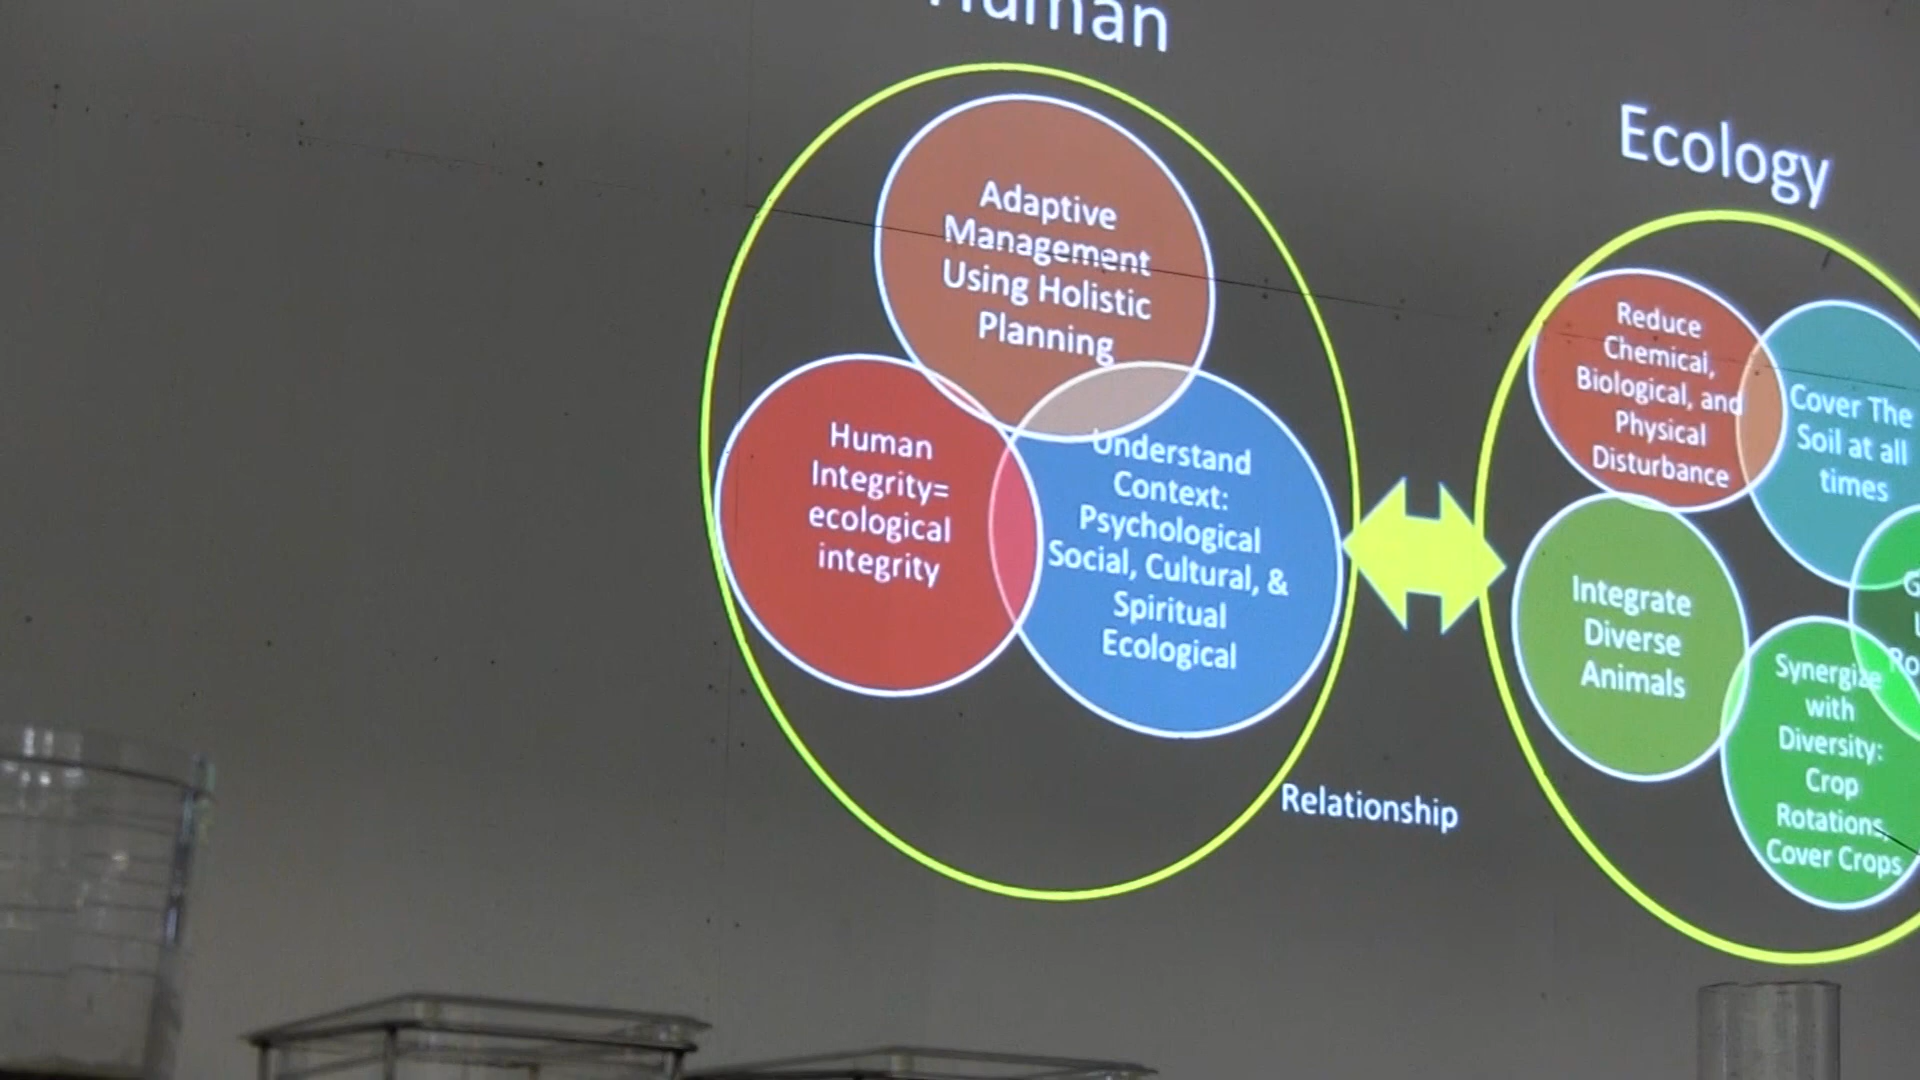 Human
Adaptive
Management
Using Holistic
Planning
Human
Integrity=
ecological
integrity
Understand
Context:
Psychological
Social, Cultural, &
Spiritual
Ecological
Relationship
Ecology
Reduce
Chemical,
Biological, and
Physical
Disturbance
Cover The
Soil at all
times
Integrate
Diverse
Animals
Synergize
with
Diversity:
Crop
Rotations,
Cover Crops